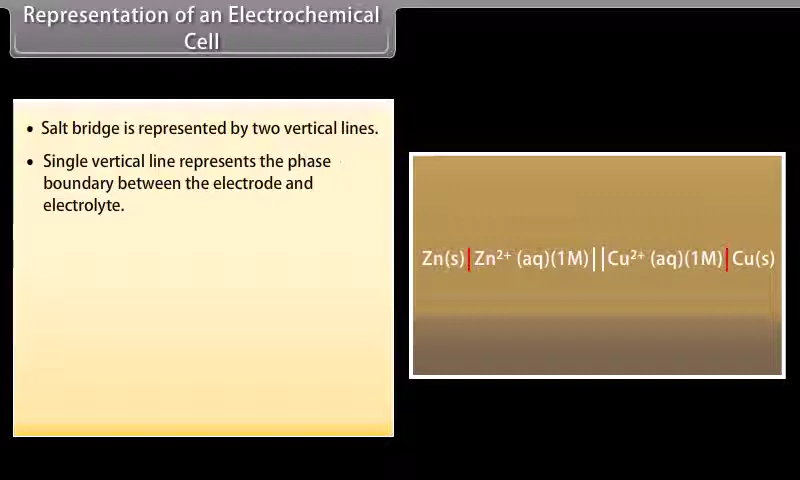 Representation of an Electrochemical
Cell
• Salt bridge is represented by two vertical lines.
• Single vertical line represents the phase
boundary between the electrode and
electrolyte.
Zn(s)|Zn²⁺ (aq)(1M)||Cu²⁺ (aq)(1M)|Cu(s)